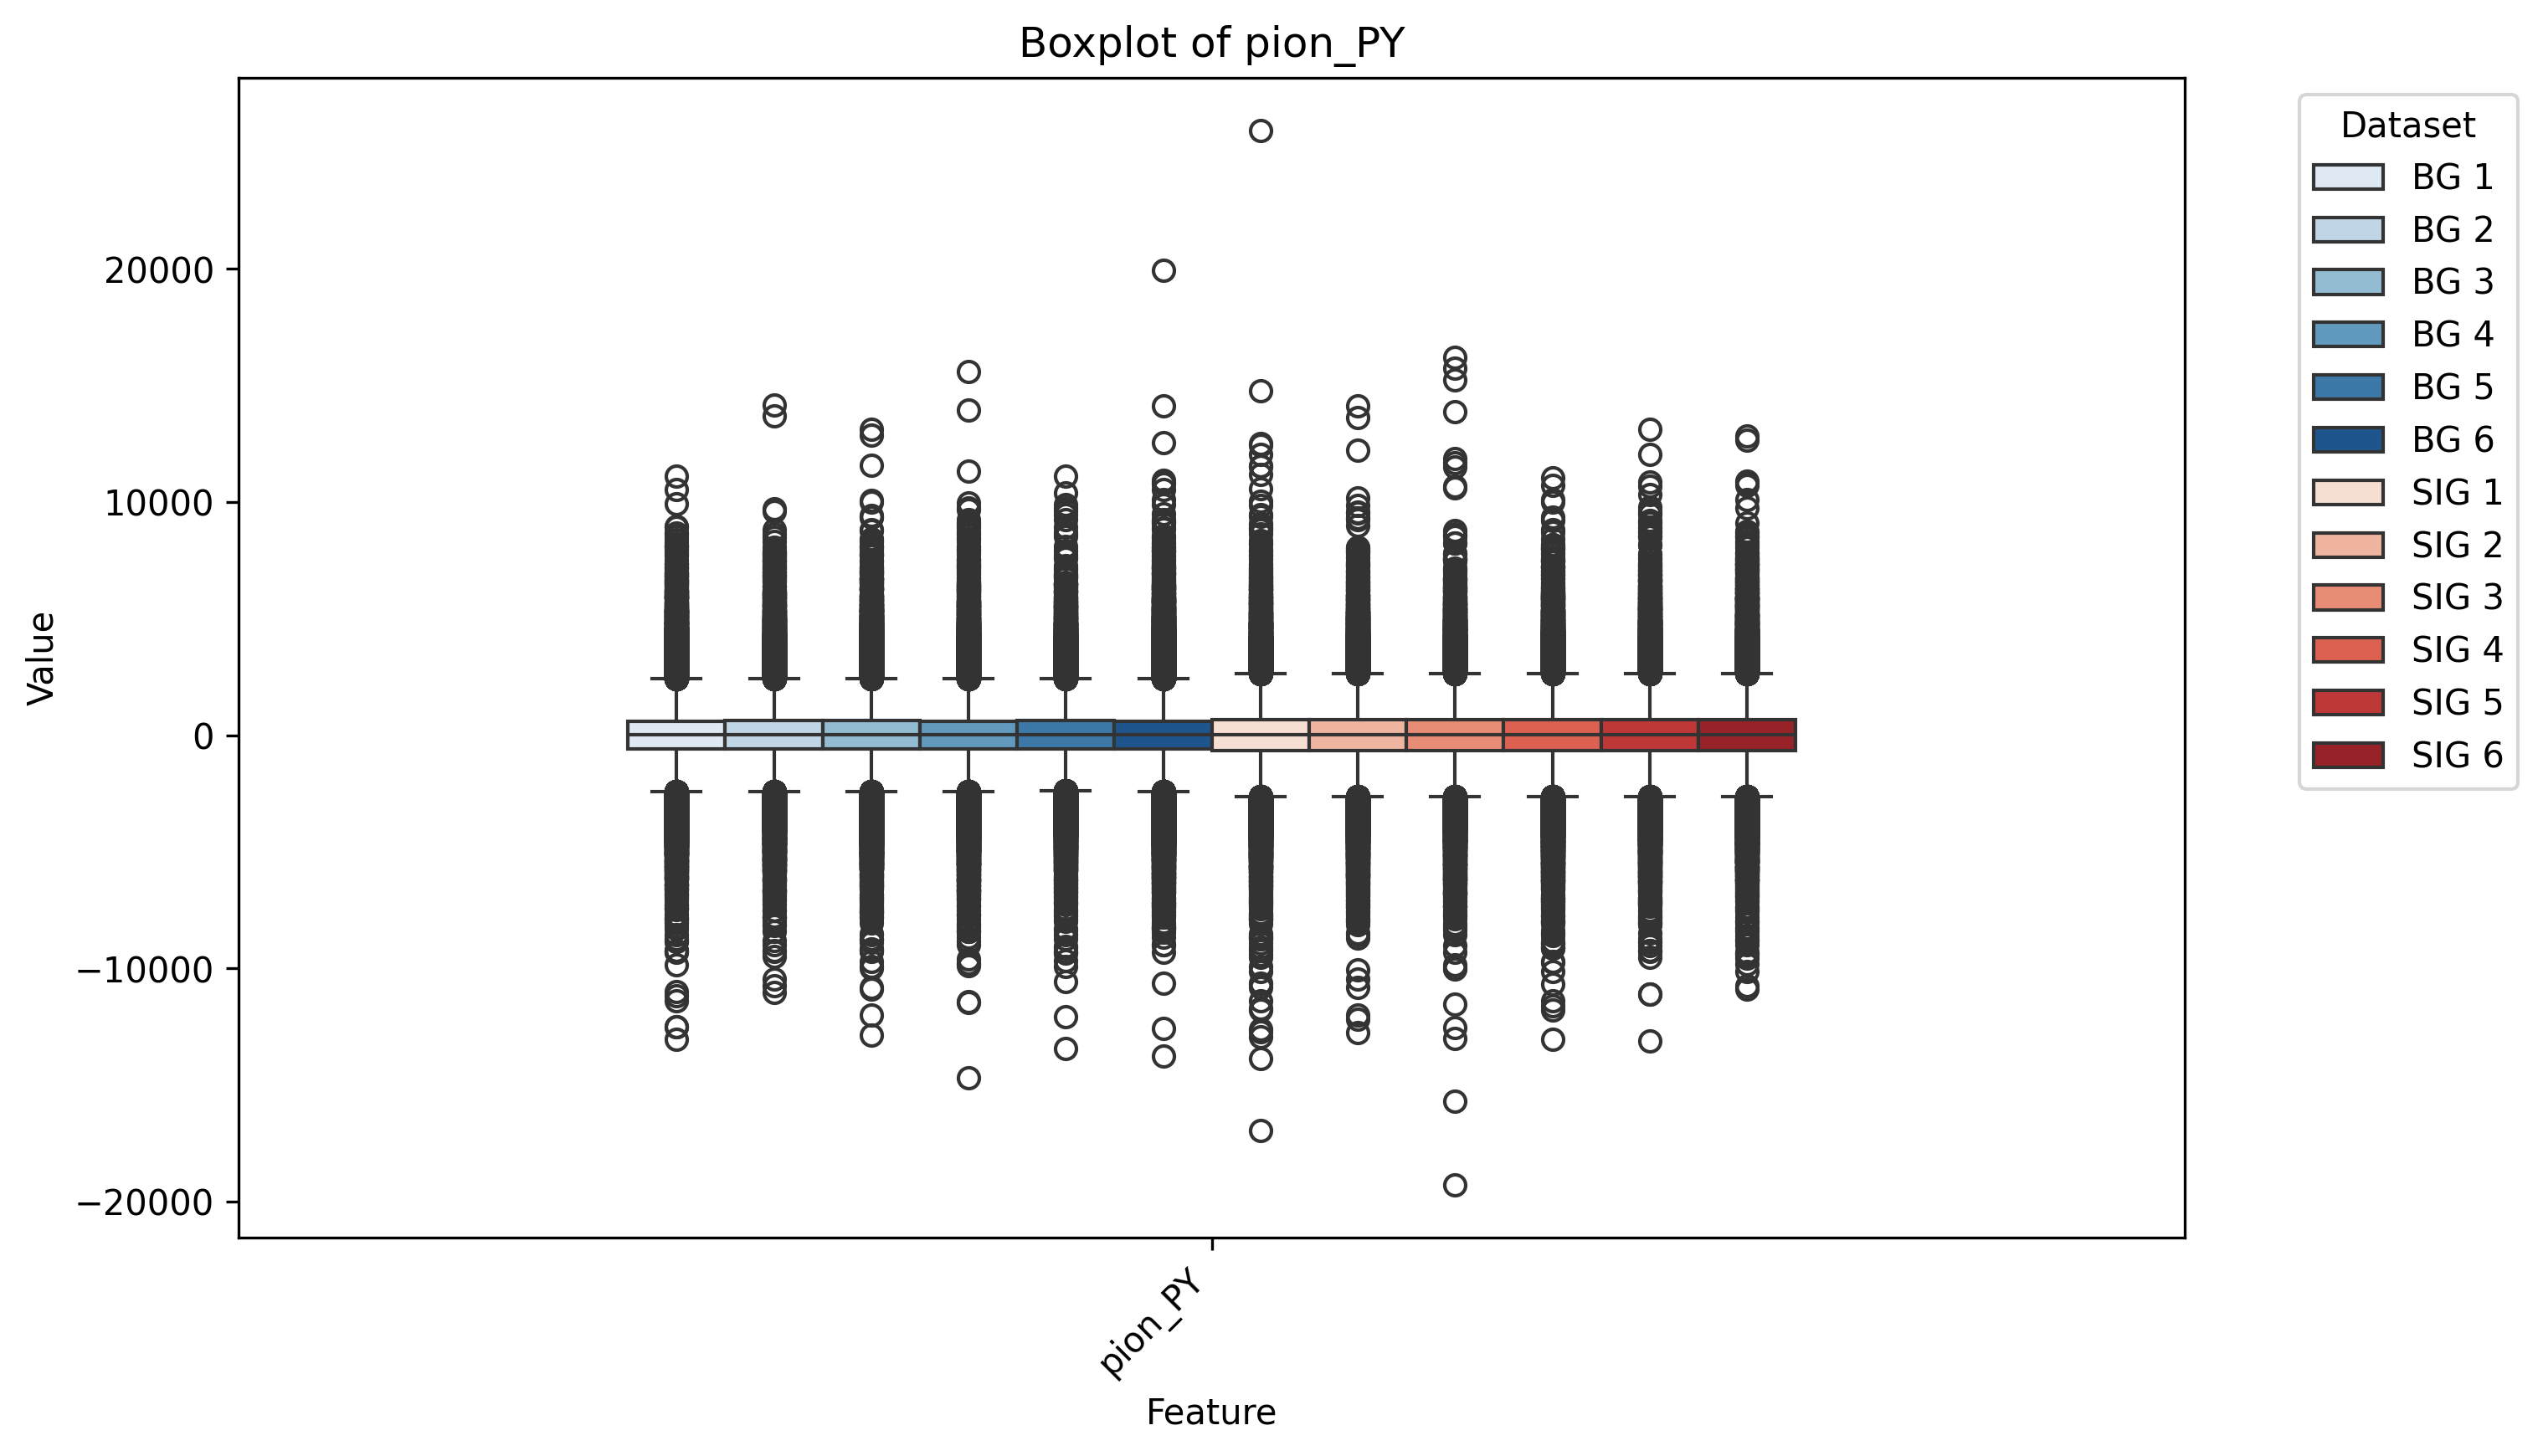 Boxplot of pion_PY
Dataset
BG 1
BG 2
BG 3
BG 4
BG 5
BG 6
SIG 1
SIG 2
SIG 3
SIG 4
SIG 5
SIG 6
Value
20000
10000
0
−10000
−20000
pion_PY
Feature